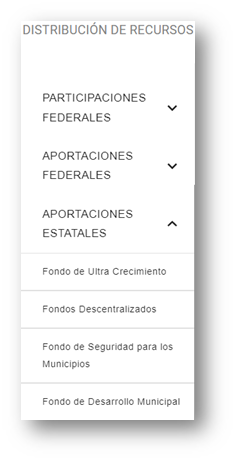 DISTRIBUCIÓN DE RECURSOS
PARTICIPACIONES
FEDERALES
APORTACIONES
FEDERALES
APORTACIONES
ESTATALES
Fondo de Ultra Crecimiento
Fondos Descentralizados
Fondo de Seguridad para los
Municipios
Fondo de Desarrollo Municipal